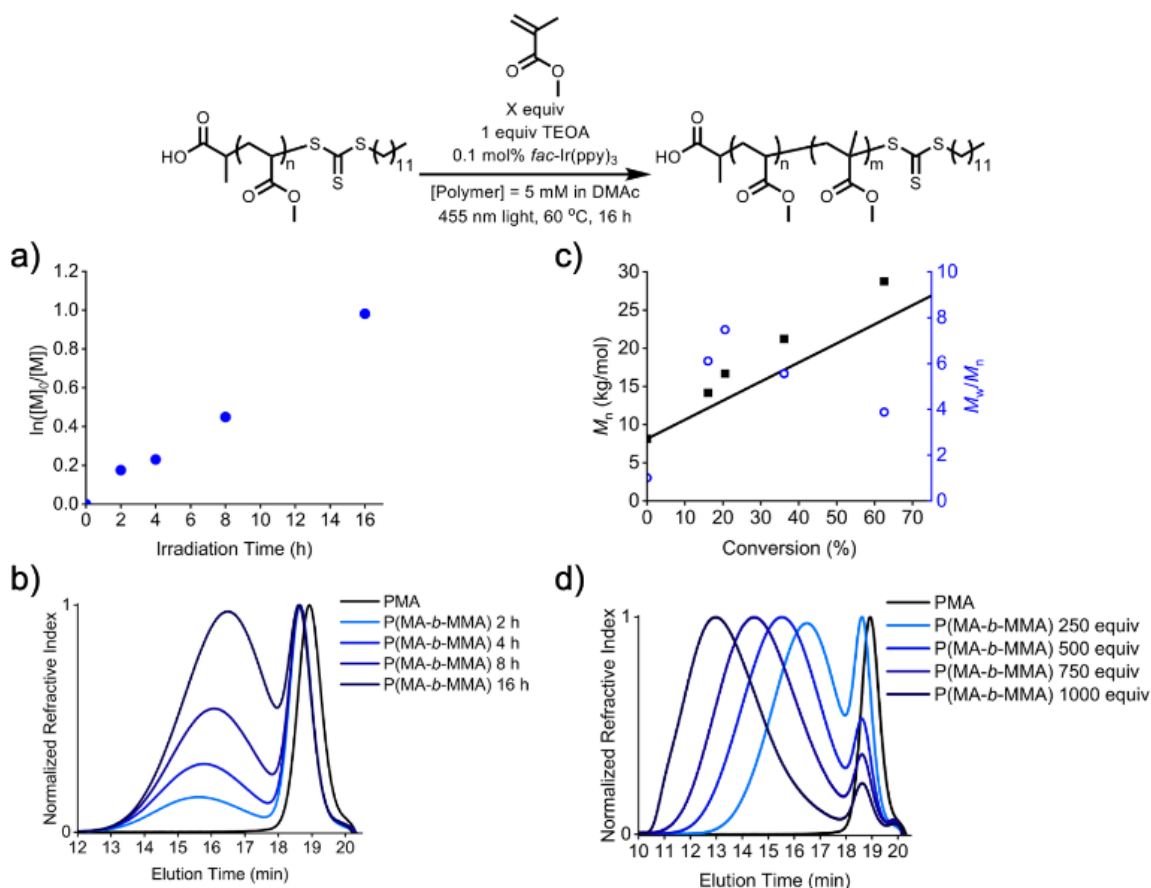 O
O
X equiv
1 equiv TEOA
0.1 mol% fac-Ir(ppy)₃
[Polymer] = 5 mM in DMAc
455 nm light, 60 °C, 16 h
O
HO
n
S
S
11
S
O
O
O
HO
n
m
S
S
11
S
O
O
O
O
a)
1.2
1.0
0.8
0.6
0.4
0.2
0.0
ln([M]₀/[M])
0 2 4 6 8 10 12 14 16
Irradiation Time (h)
c)
30
25
20
15
10
5
0
Mₙ (kg/mol)
10
8
6
4
2
0
M_w/Mₙ
0 10 20 30 40 50 60 70
Conversion (%)
b)
1
0
Normalized Refractive Index
PMA
P(MA-b-MMA) 2 h
P(MA-b-MMA) 4 h
P(MA-b-MMA) 8 h
P(MA-b-MMA) 16 h
12 13 14 15 16 17 18 19 20
Elution Time (min)
d)
1
0
Normalized Refractive Index
PMA
P(MA-b-MMA) 250 equiv
P(MA-b-MMA) 500 equiv
P(MA-b-MMA) 750 equiv
P(MA-b-MMA) 1000 equiv
10 11 12 13 14 15 16 17 18 19 20
Elution Time (min)